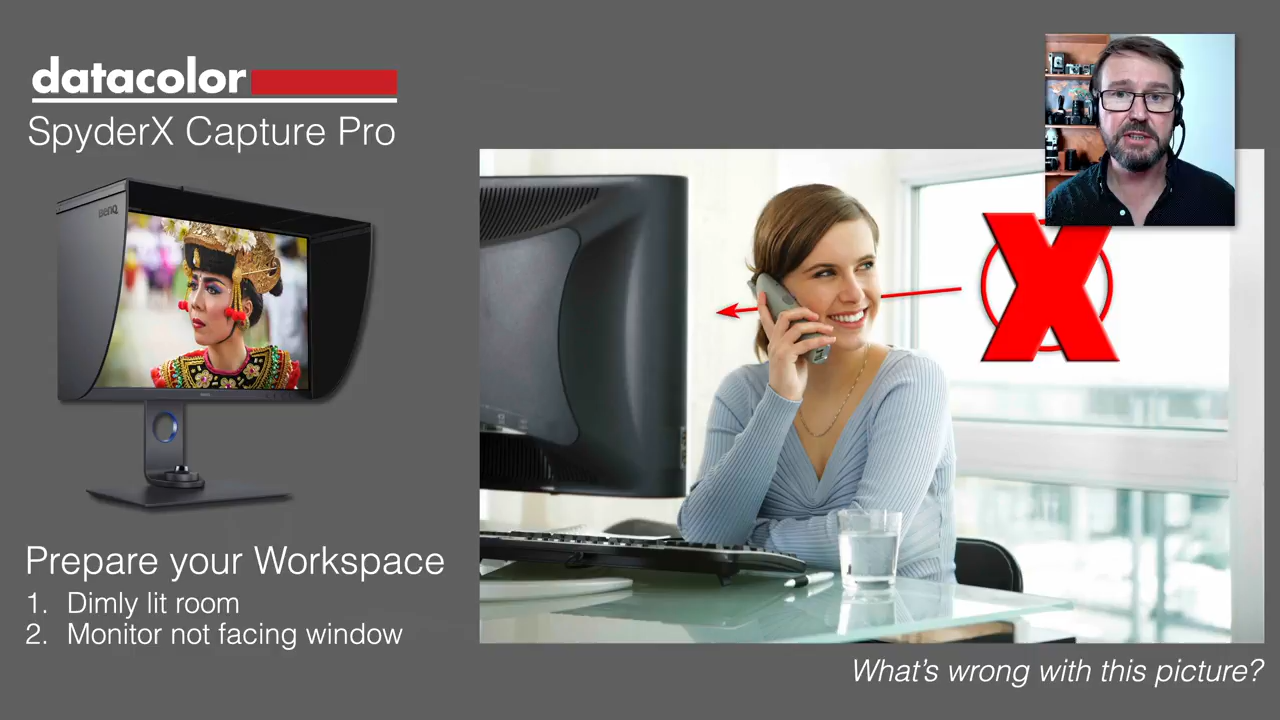 datacolor
SpyderX Capture Pro
BenQ
X
Prepare your Workspace
1. Dimly lit room
2. Monitor not facing window
What's wrong with this picture?